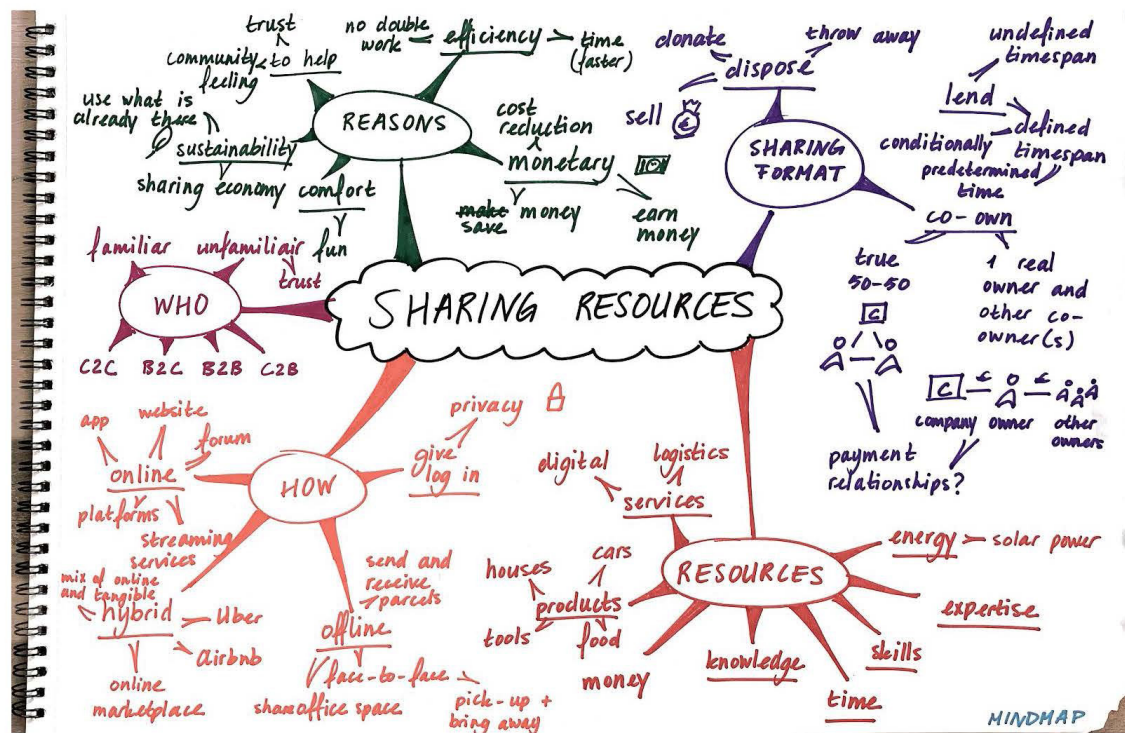 SHARING RESOURCES
REASONS
to help
trust
community
feeling
efficiency
no double
work
time
(faster)
sustainability
use what is
already there
sharing economy
comfort
fun
monetary
cost
reduction
make
save money
earn
money
SHARING
FORMAT
dispose
donate
throw away
sell
€
lend
undefined
timespan
defined
timespan
conditionally
predetermined
time
co-own
true
50-50
C
1 real
owner and
other co-
owner(s)
C € €
company owner other
owners
payment
relationships?
WHO
familiar
unfamiliair
trust
C2C B2C B2B C2B
HOW
online
app
website
forum
platforms
streaming
services
give
log in
privacy
hybrid
mix of online
and tangible
Uber
airbnb
online
marketplace
offline
send and
receive
parcels
face-to-face
share office space
pick-up +
bring away
RESOURCES
services
digital
logistics
products
houses
cars
tools
food
money
knowledge
time
skills
expertise
energy
solar power
MINDMAP